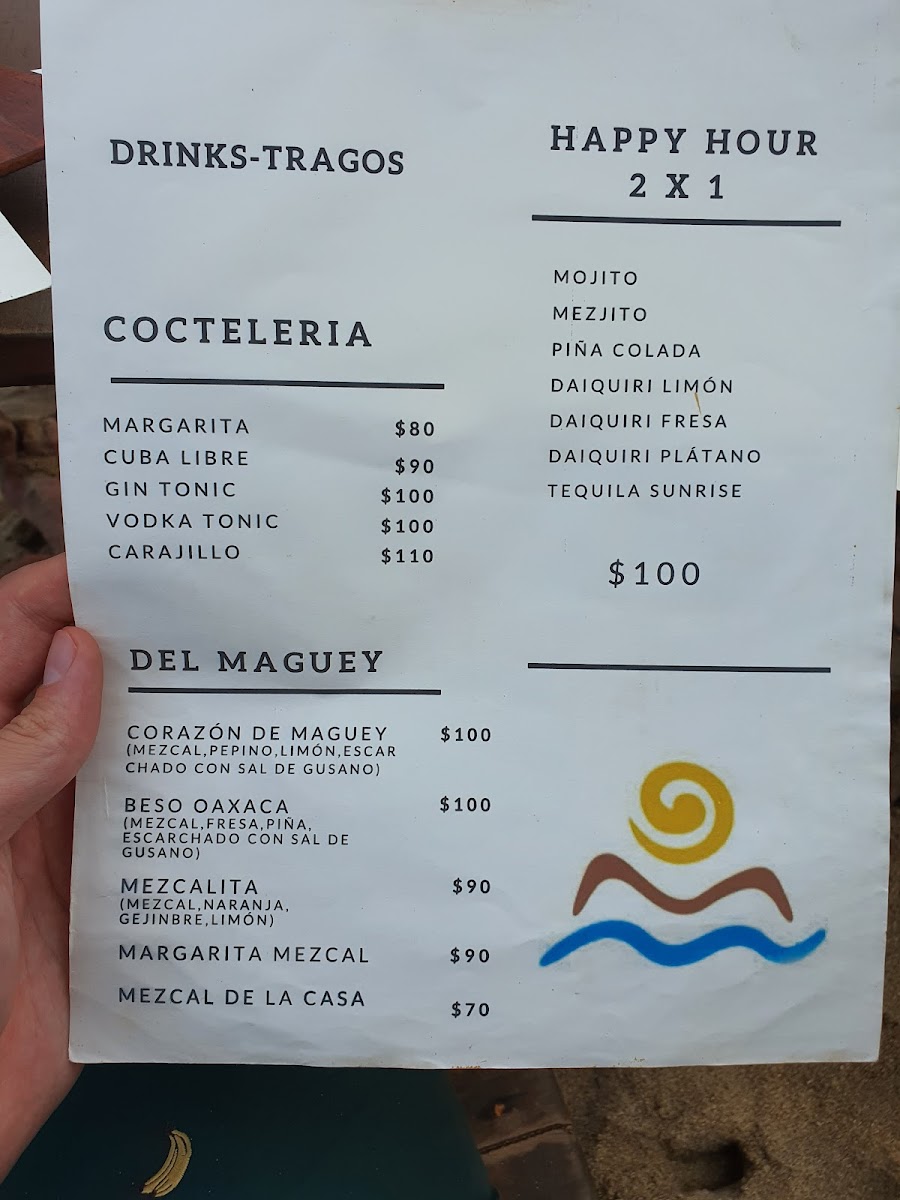 DRINKS-TRAGOS
COCTELERIA
MARGARITA $80
CUBA LIBRE $90
GIN TONIC $100
VODKA TONIC $100
CARAJILLO $110
DEL MAGUEY
CORAZÓN DE MAGUEY $100
(MEZCAL,PEPINO,LIMÓN,ESCAR
CHADO CON SAL DE GUSANO)
BESO OAXACA $100
(MEZCAL,FRESA,PIÑA,
ESCARCHADO CON SAL DE
GUSANO)
MEZCALITA $90
(MEZCAL,NARANJA,
GEJINBRE,LIMÓN)
MARGARITA MEZCAL $90
MEZCAL DE LA CASA $70
HAPPY HOUR
2 X 1
MOJITO
MEZJITO
PIÑA COLADA
DAIQUIRI LIMÓN
DAIQUIRI FRESA
DAIQUIRI PLÁTANO
TEQUILA SUNRISE
$100